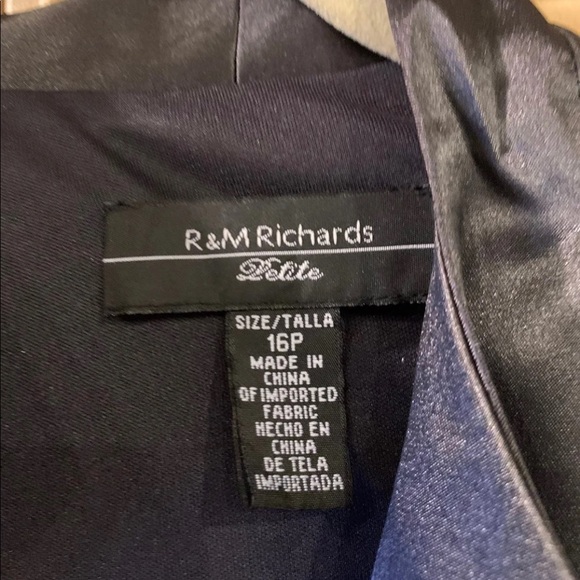 R&M Richards
Petite
SIZE/TALLA
16P
MADE IN
CHINA
OF IMPORTED
FABRIC
HECHO EN
CHINA
DE TELA
IMPORTADA